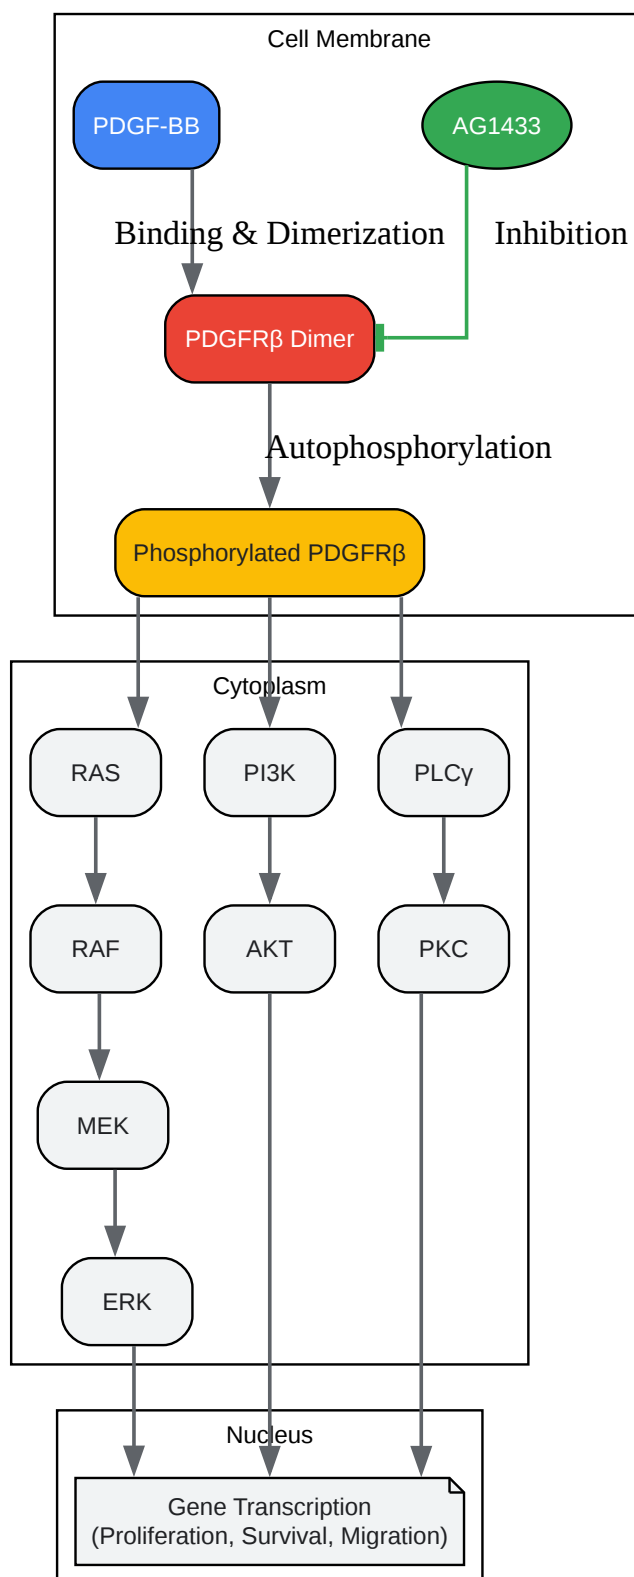 Cell Membrane
PDGF-BB
AG1433
Binding & Dimerization
Inhibition
PDGFRβ Dimer
Autophosphorylation
Phosphorylated PDGFRβ
Cytoplasm
RAS
PI3K
PLCγ
RAF
AKT
PKC
MEK
ERK
Nucleus
Gene Transcription
(Proliferation, Survival, Migration)